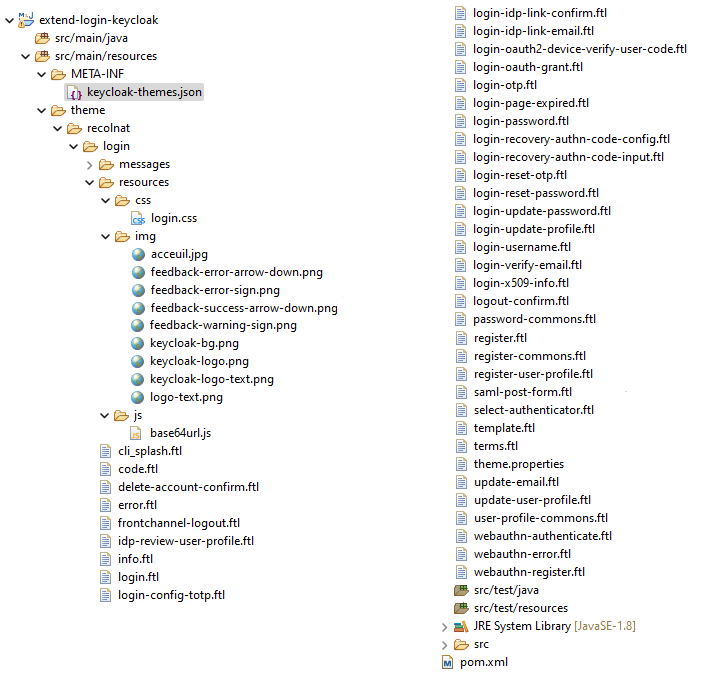 extend-login-keycloak
src/main/java
src/main/resources
META-INF
keycloak-themes.json
theme
recolnat
login
messages
resources
css
login.css
img
acceuil.jpg
feedback-error-arrow-down.png
feedback-error-sign.png
feedback-success-arrow-down.png
feedback-warning-sign.png
keycloak-bg.png
keycloak-logo.png
keycloak-logo-text.png
logo-text.png
js
base64url.js
cli_splash.ftl
code.ftl
delete-account-confirm.ftl
error.ftl
frontchannel-logout.ftl
idp-review-user-profile.ftl
info.ftl
login.ftl
login-config-totp.ftl
login-idp-link-confirm.ftl
login-idp-link-email.ftl
login-oauth2-device-verify-user-code.ftl
login-oauth-grant.ftl
login-otp.ftl
login-page-expired.ftl
login-password.ftl
login-recovery-authn-code-config.ftl
login-recovery-authn-code-input.ftl
login-reset-otp.ftl
login-reset-password.ftl
login-update-password.ftl
login-update-profile.ftl
login-username.ftl
login-verify-email.ftl
login-x509-info.ftl
logout-confirm.ftl
password-commons.ftl
register.ftl
register-commons.ftl
register-user-profile.ftl
saml-post-form.ftl
select-authenticator.ftl
template.ftl
terms.ftl
theme.properties
update-email.ftl
update-user-profile.ftl
user-profile-commons.ftl
webauthn-authenticate.ftl
webauthn-error.ftl
webauthn-register.ftl
src/test/java
src/test/resources
JRE System Library [JavaSE-1.8]
src
pom.xml